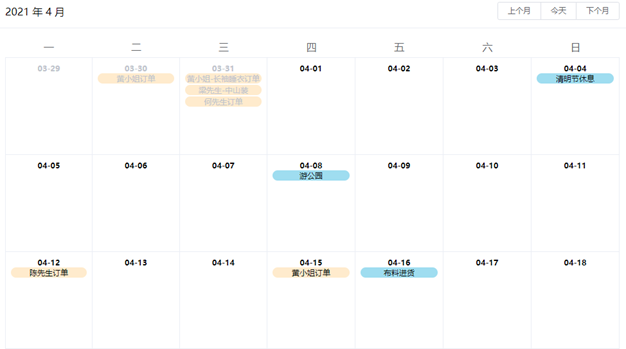 2021 年 4 月
上个月 今天 下个月
一 二 三 四 五 六 日
03-29 03-30 03-31 04-01 04-02 04-03 04-04
黄小姐订单 黄小姐-长袖睡衣订单 清明节休息
梁先生-中山装
何先生订单
04-05 04-06 04-07 04-08 04-09 04-10 04-11
游公园
04-12 04-13 04-14 04-15 04-16 04-17 04-18
陈先生订单 黄小姐订单 布料进货